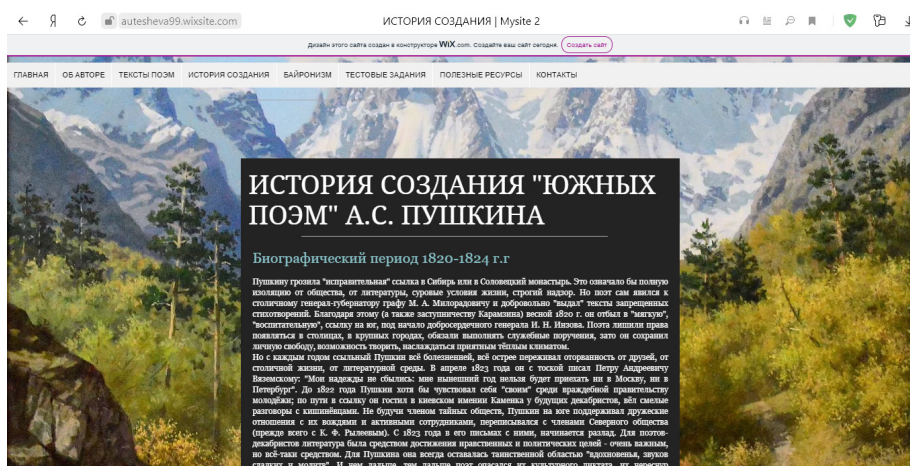 autesheva99.wixsite.com
ИСТОРИЯ СОЗДАНИЯ | Mysite 2
Дизайн этого сайта создан в конструкторе WiX.com. Создайте ваш сайт сегодня. Создать сайт
ГЛАВНАЯ ОБ АВТОРЕ ТЕКСТЫ ПОЭМ ИСТОРИЯ СОЗДАНИЯ БАЙРОНИЗМ ТЕСТОВЫЕ ЗАДАНИЯ ПОЛЕЗНЫЕ РЕСУРСЫ КОНТАКТЫ
ИСТОРИЯ СОЗДАНИЯ "ЮЖНЫХ
ПОЭМ" А.С. ПУШКИНА
Биографический период 1820-1824 г.г
Пушкину грозила "исправительная" ссылка в Сибирь или в Соловецкий монастырь. Это означало бы полную
изоляцию от общества, от литературы, суровые условия жизни, строгий надзор. Но поэт сам явился к
столичному генерал-губернатору графу М. А. Милорадовичу и добровольно "выдал" тексты запрещенных
стихотворений. Благодаря этому (а также заступничеству Карамзина) весной 1820 г. он отбыл в "мягкую",
"воспитательную", ссылку на юг, под начало добросердечного генерала И. Н. Инзова. Поэта лишили права
появляться в столицах, в крупных городах, обязали выполнять служебные поручения, зато он сохранил
личную свободу, возможность творить, наслаждаться приятным тёплым климатом.
Но с каждым годом ссыльный Пушкин всё болезненней, всё острее переживал оторванность от друзей, от
столичной жизни, от литературной среды. В апреле 1823 года он с тоской писал Петру Андреевичу
Вяземскому: "Мои надежды не сбылись: мне нынешний год нельзя будет приехать ни в Москву, ни в
Петербург". До 1822 года Пушкин хотя бы чувствовал себя "своим" среди враждебной правительству
молодёжи; по пути в ссылку он гостил в киевском имении Каменка у будущих декабристов, вёл смелые
разговоры с кишинёвцами. Не будучи членом тайных обществ, Пушкин на юге поддерживал дружеские
отношения с их вождями и активными сотрудниками, переписывался с членами Северного общества
(прежде всего с К. Ф. Рылеевым). С 1823 года в его письмах с ними, начинается разлад. Для поэтов-
декабристов литература была средством достижения нравственных и политических целей - очень важным,
но всё-таки средством. Для Пушкина она всегда оставалась таинственной областью "вдохновенья, звуков
сладких и молитв". И чем дальше, тем дальше поэт опасался их культурного диктата, их нересную